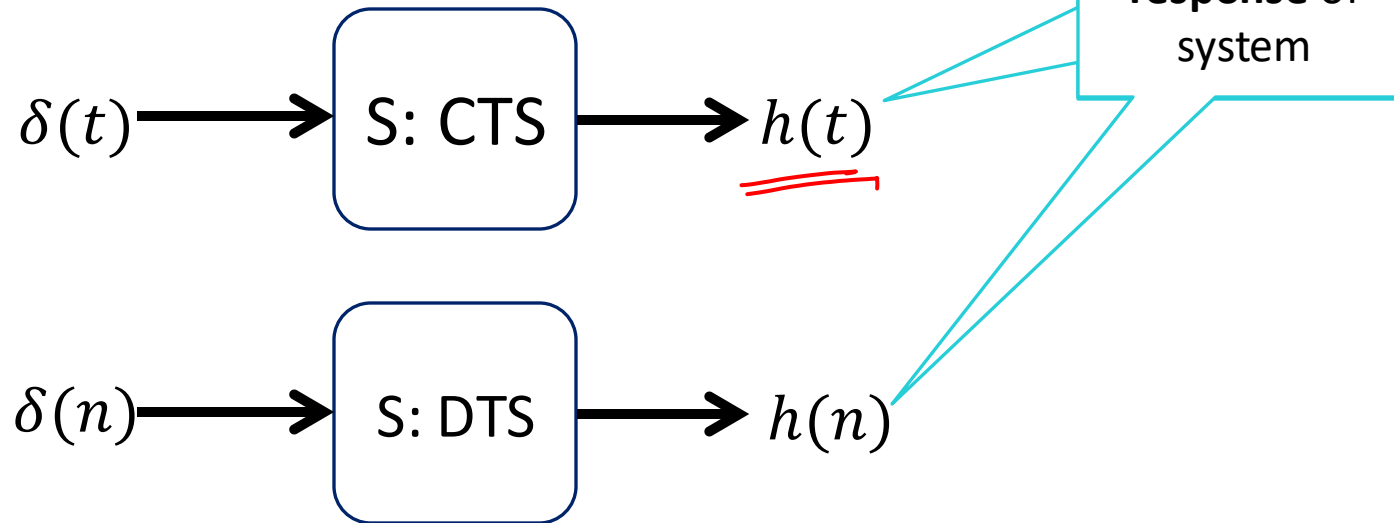 response of
system
δ(t) S: CTS h(t)
δ(n) S: DTS h(n)